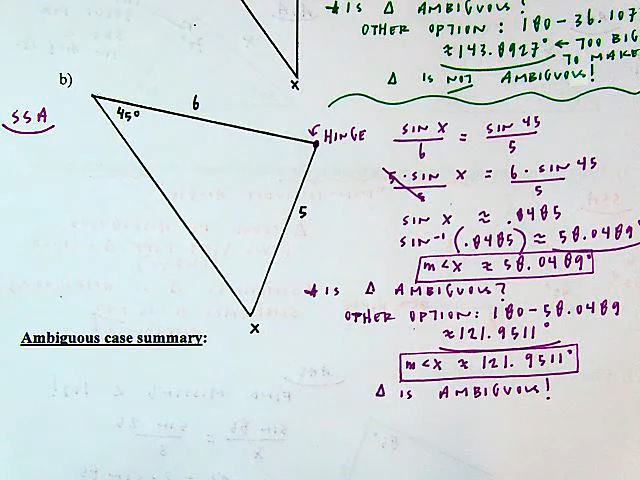 * IS Δ AMBIGUOUS?
OTHER OPTION: 180-36.107
≈143.8927° ← TOO BIG
TO MAKE
Δ IS NOT AMBIGUOUS!
x
b)
SSA
45°
6
HINGE
5
x
sin x / 6 = sin 45 / 5
5·sin x / 5 = 6·sin 45 / 5
sin x ≈ .8485
sin⁻¹(.8485) ≈ 58.0489°
m<x ≈ 58.0489°
* IS Δ AMBIGUOUS?
OTHER OPTION: 180-58.0489
≈121.9511°
m<x ≈ 121.9511°
Δ IS AMBIGUOUS!
Ambiguous case summary: